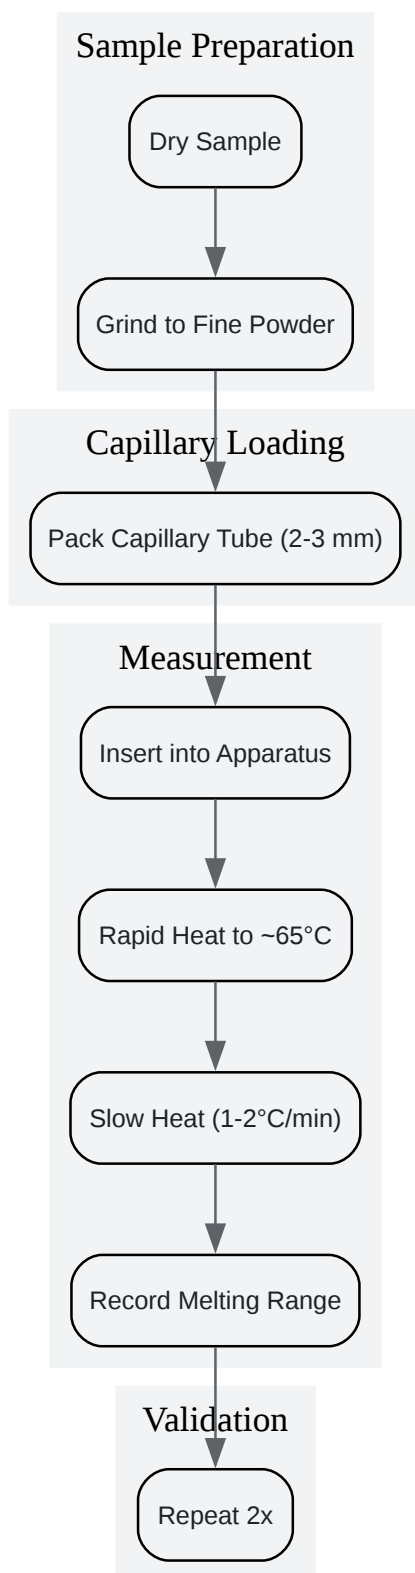 Sample Preparation
Dry Sample
Grind to Fine Powder
Capillary Loading
Pack Capillary Tube (2-3 mm)
Measurement
Insert into Apparatus
Rapid Heat to ~65°C
Slow Heat (1-2°C/min)
Record Melting Range
Validation
Repeat 2x